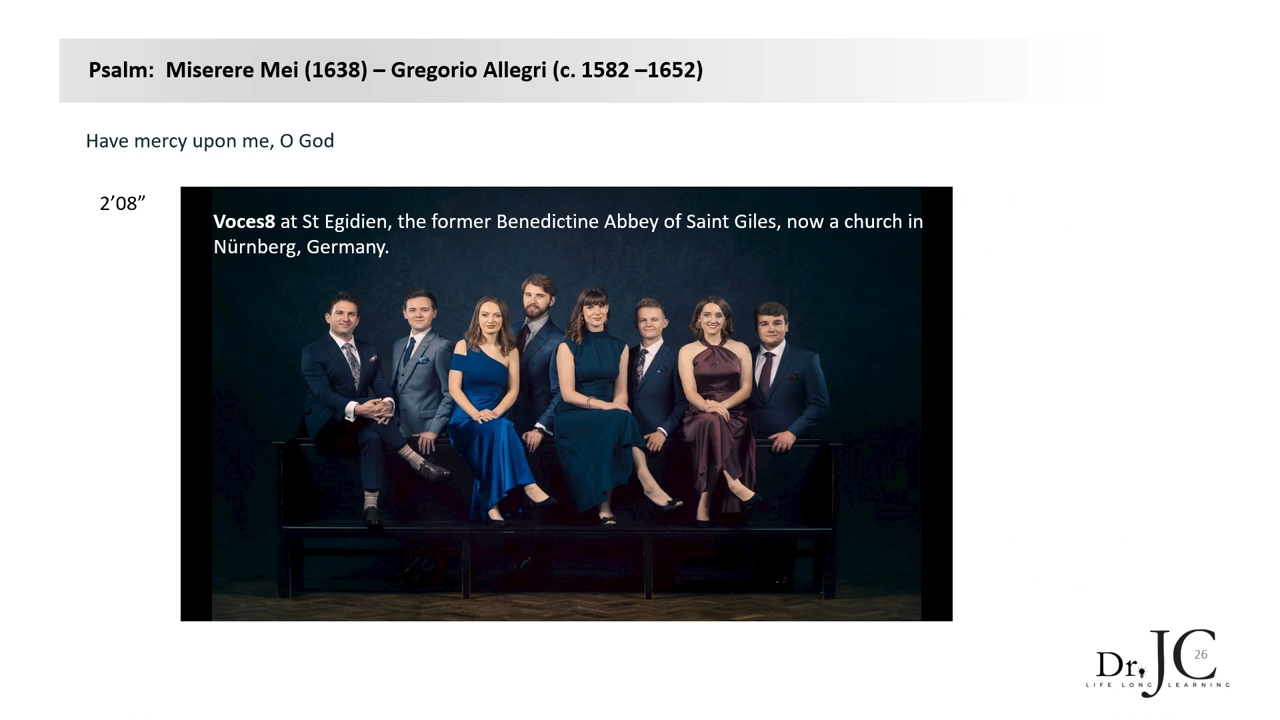 Psalm:  Miserere Mei (1638) – Gregorio Allegri (c. 1582 –1652)
Have mercy upon me, O God
2’08”
Voces8 at St Egidien, the former Benedictine Abbey of Saint Giles, now a church in
Nürnberg, Germany.
Dr. JC
26
LIFE LONG LEARNING